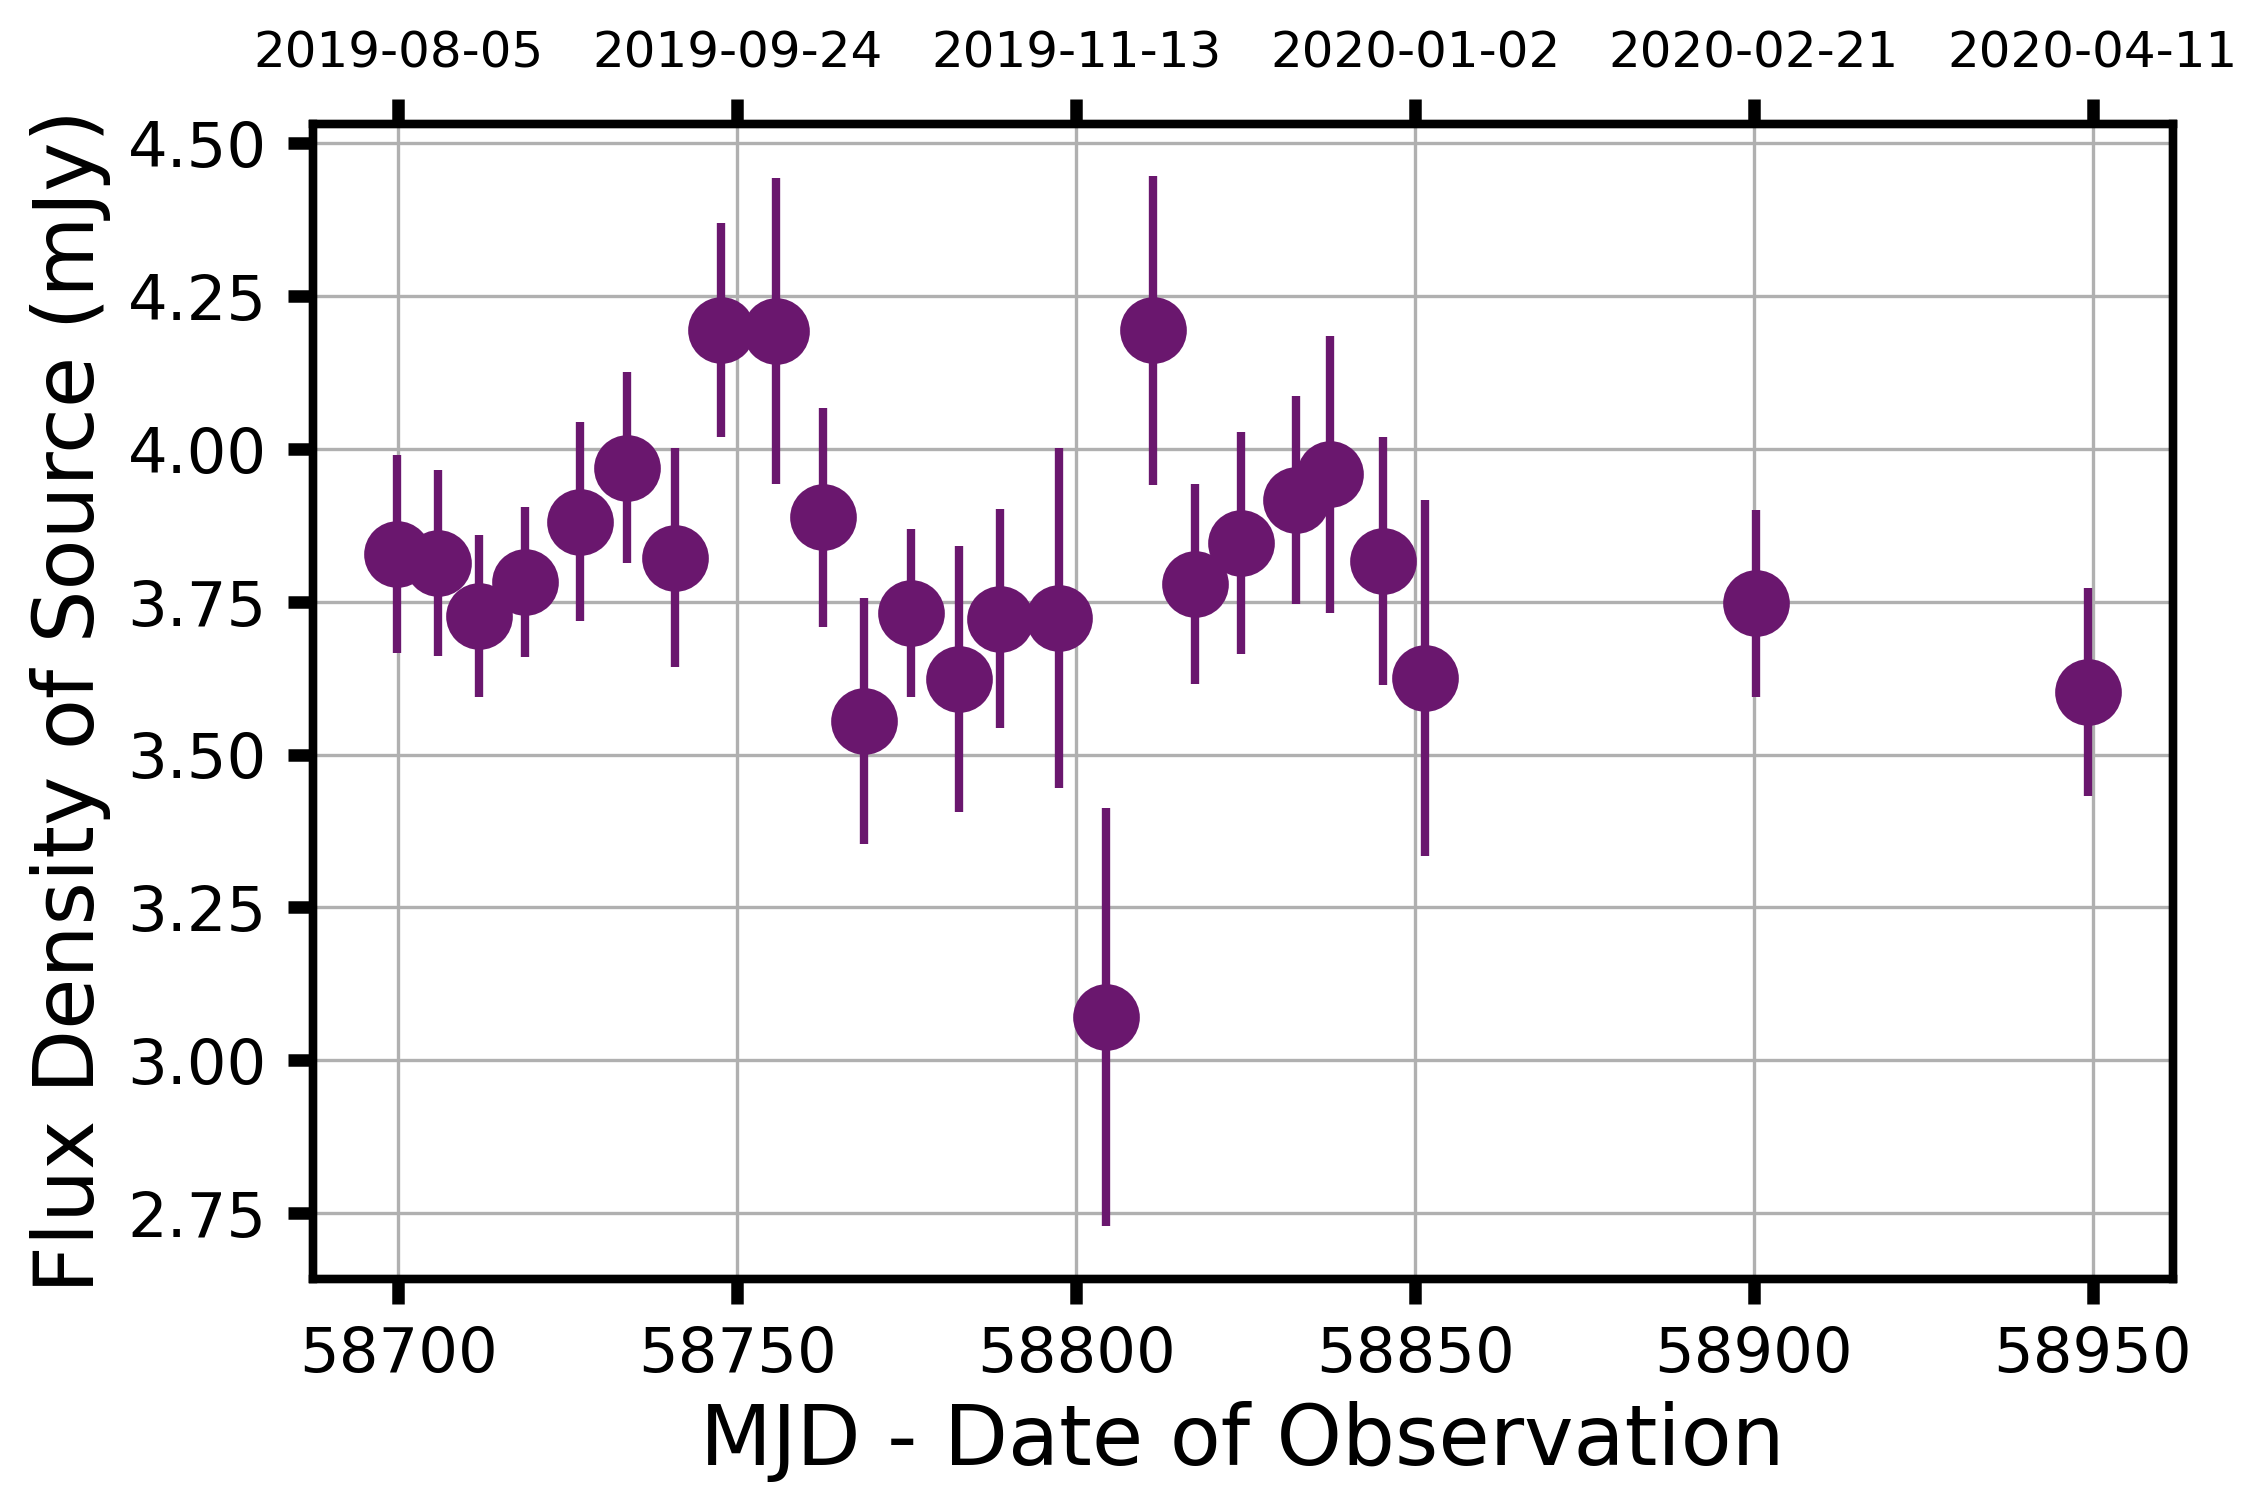 2019-08-05 2019-09-24 2019-11-13 2020-01-02 2020-02-21 2020-04-11
Flux Density of Source (mJy)
4.50
4.25
4.00
3.75
3.50
3.25
3.00
2.75
58700 58750 58800 58850 58900 58950
MJD - Date of Observation